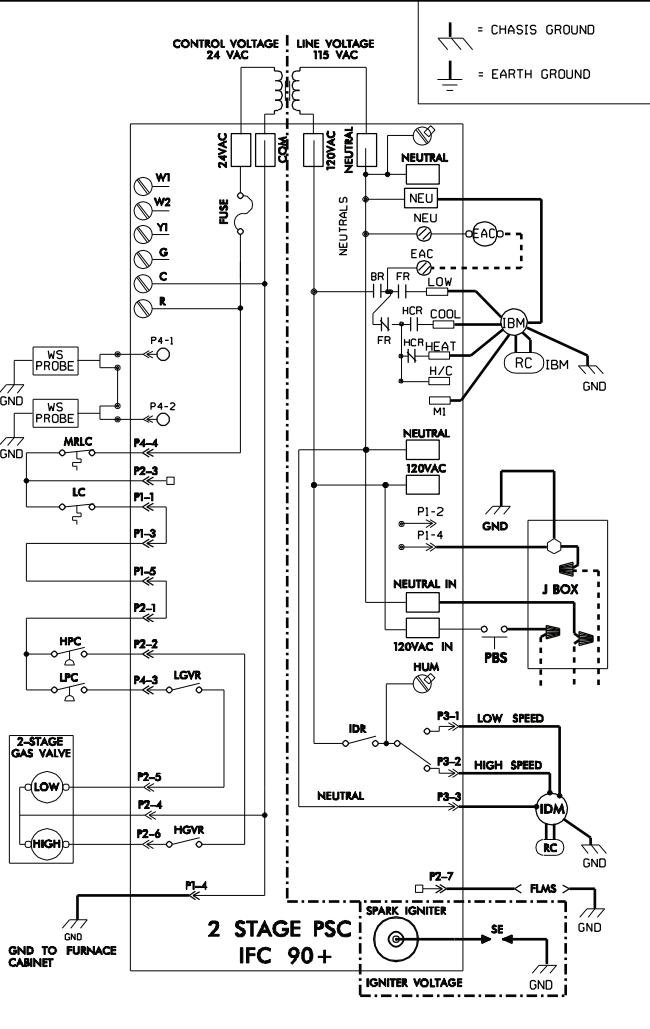 = CHASIS GROUND
= EARTH GROUND
CONTROL VOLTAGE
24 VAC
LINE VOLTAGE
115 VAC
24VAC
COM
120VAC
NEUTRAL
NEUTRAL
W1
W2
Y1
G
C
R
FUSE
NEUTRALS
NEU
NEU
EAC
EAC
BR
FR
LOW
HCR
COOL
FR
HCR
HEAT
H/C
M1
IBM
RC
IBM
GND
WS
PROBE
P4-1
GND
WS
PROBE
P4-2
GND
MRLC
P4-4
P2-3
LC
P1-1
P1-3
P1-5
P2-1
HPC
P2-2
LPC
P4-3
LGVR
NEUTRAL
120VAC
P1-2
P1-4
GND
J BOX
NEUTRAL IN
120VAC IN
PBS
HUM
IDR
P3-1
LOW SPEED
P3-2
HIGH SPEED
NEUTRAL
P3-3
IDM
RC
GND
2-STAGE
GAS VALVE
LOW
P2-5
P2-4
HIGH
P2-6
HGVR
P1-4
GND
GND TO FURNACE
CABINET
P2-7
FLMS
GND
2 STAGE PSC
IFC 90+
SPARK IGNITER
SE
GND
IGNITER VOLTAGE